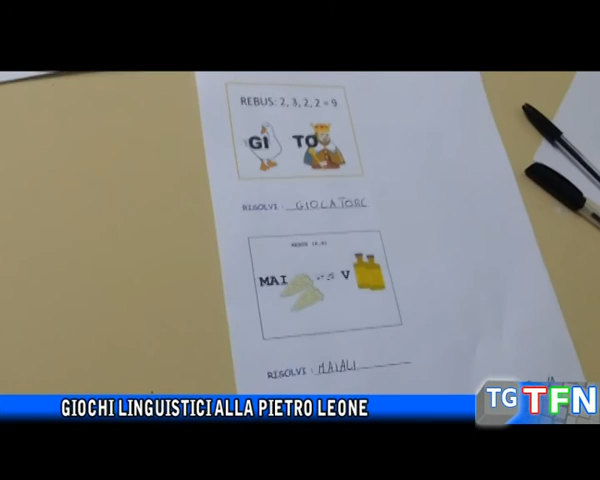 REBUS: 2, 3, 2, 2 = 9
GI TO
RISOLVI: GIOCATORE
MAI V
RISOLVI: MAIALI
GIOCHI LINGUISTICI ALLA PIETRO LEONE
TG TFN